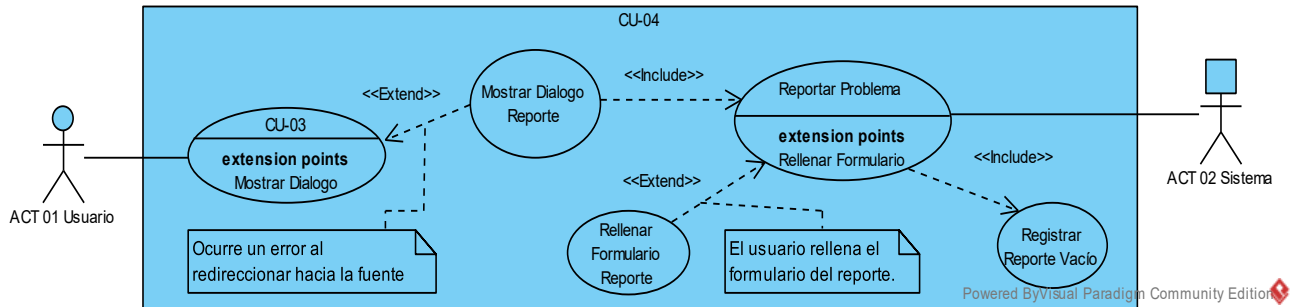 CU-04
<<Extend>>
Mostrar Dialogo
Reporte
<<Include>>
Reportar Problema
extension points
Rellenar Formulario
CU-03
extension points
Mostrar Dialogo
ACT 01 Usuario
<<Extend>>
<<Include>>
ACT 02 Sistema
Ocurre un error al
redireccionar hacia la fuente
Rellenar
Formulario
Reporte
El usuario rellena el
formulario del reporte.
Registrar
Reporte Vacío
Powered ByVisual Paradigm Community Edition